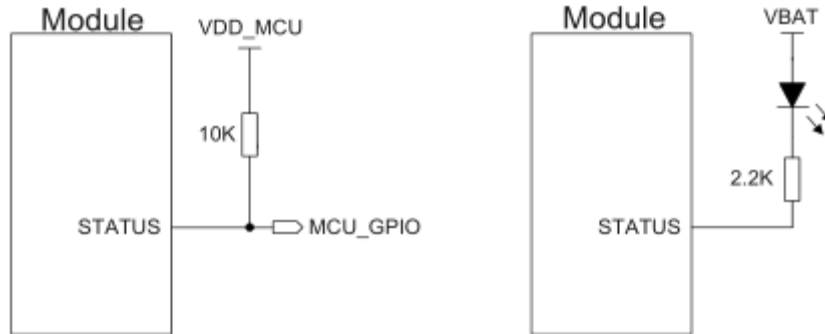 Module
VDD_MCU
10K
STATUS
MCU_GPIO
Module
VBAT
2.2K
STATUS